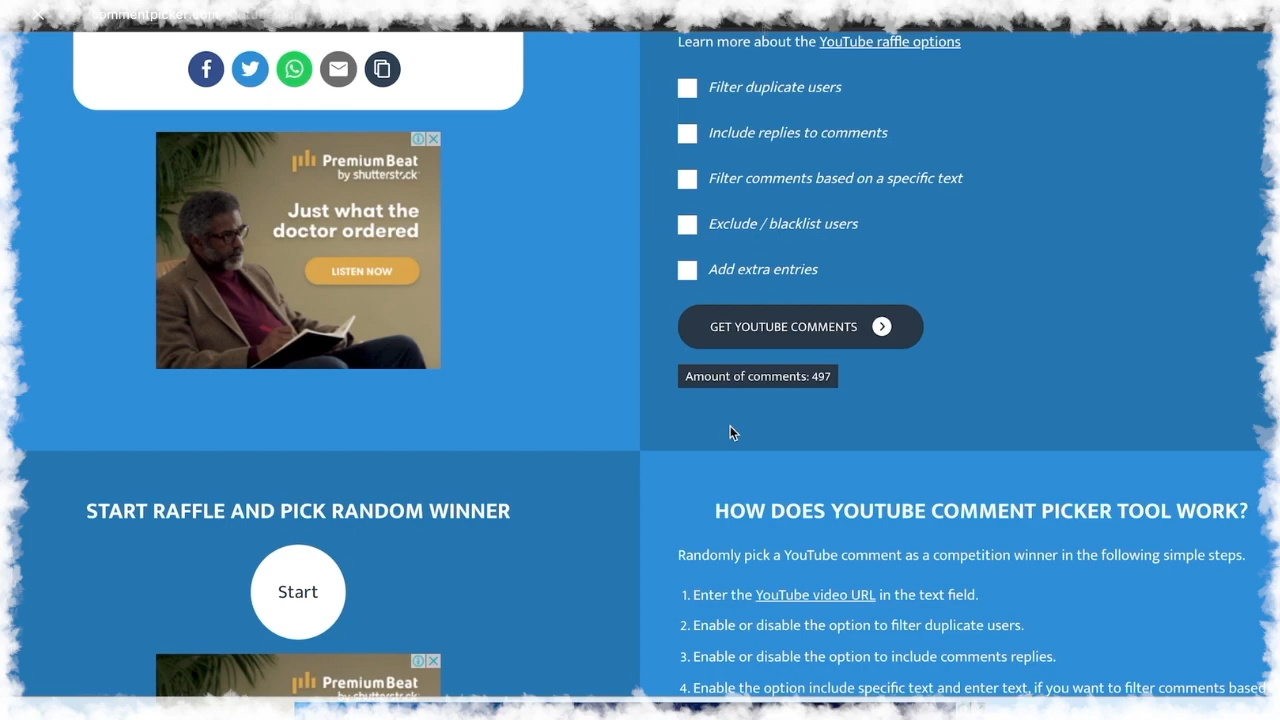 commentpicker.com
Learn more about the YouTube raffle options
Filter duplicate users
Include replies to comments
Filter comments based on a specific text
Exclude / blacklist users
Add extra entries
GET YOUTUBE COMMENTS
Amount of comments: 497
PremiumBeat
by shutterstock
Just what the
doctor ordered
LISTEN NOW
START RAFFLE AND PICK RANDOM WINNER
Start
PremiumBeat
by shutterstock
HOW DOES YOUTUBE COMMENT PICKER TOOL WORK?
Randomly pick a YouTube comment as a competition winner in the following simple steps.
1. Enter the YouTube video URL in the text field.
2. Enable or disable the option to filter duplicate users.
3. Enable or disable the option to include comments replies.
4. Enable the option include specific text and enter text, if you want to filter comments based